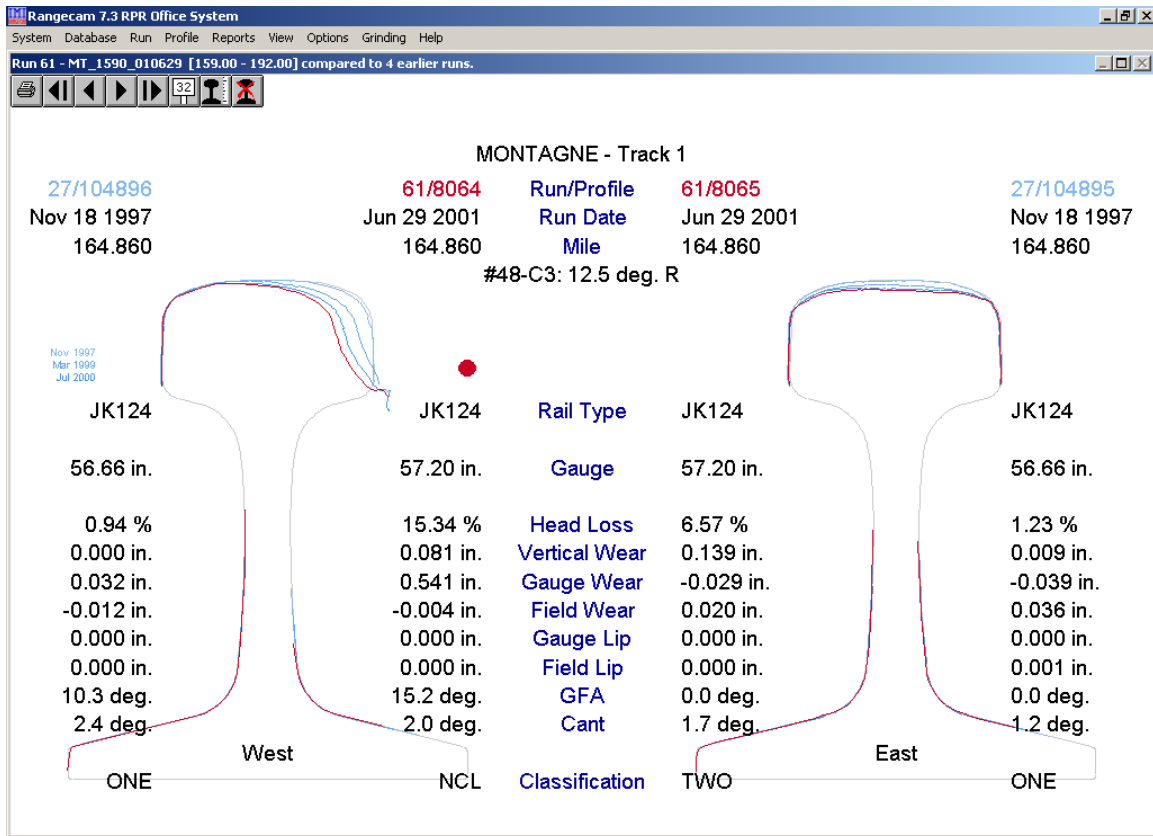 Rangecam 7.3 RPR Office System
System Database Run Profile Reports View Options Grinding Help
Run 61 - MT_1590_010629 [159.00 - 192.00] compared to 4 earlier runs.
32
MONTAGNE - Track 1
27/104896 61/8064 Run/Profile 61/8065 27/104895
Nov 18 1997 Jun 29 2001 Run Date Jun 29 2001 Nov 18 1997
164.860 164.860 Mile 164.860 164.860
#48-C3: 12.5 deg. R
Nov 1997
Mar 1999
Jul 2000
JK124 JK124 Rail Type JK124 JK124
56.66 in. 57.20 in. Gauge 57.20 in. 56.66 in.
0.94 % 15.34 % Head Loss 6.57 % 1.23 %
0.000 in. 0.081 in. Vertical Wear 0.139 in. 0.009 in.
0.032 in. 0.541 in. Gauge Wear -0.029 in. -0.039 in.
-0.012 in. -0.004 in. Field Wear 0.020 in. 0.036 in.
0.000 in. 0.000 in. Gauge Lip 0.000 in. 0.000 in.
0.000 in. 0.000 in. Field Lip 0.000 in. 0.001 in.
10.3 deg. 15.2 deg. GFA 0.0 deg. 0.0 deg.
2.4 deg. 2.0 deg. Cant 1.7 deg. 1.2 deg.
West East
ONE NCL Classification TWO ONE